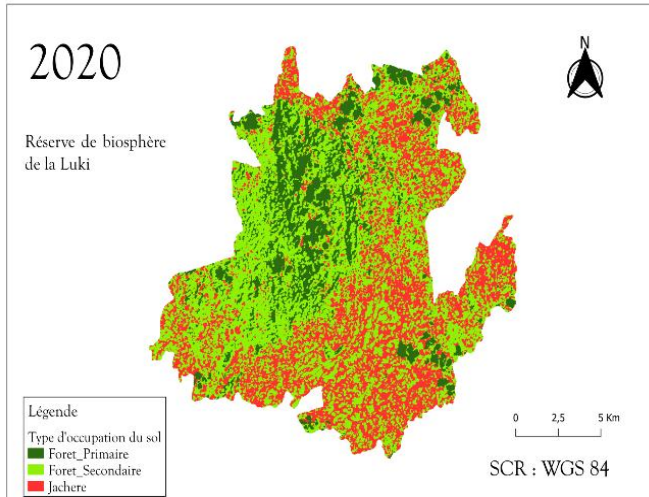 2020
N
Réserve de biosphère
de la Luki
Légende
Type d'occupation du sol
Foret_Primaire
Foret_Secondaire
Jachere
0 2,5 5 Km
SCR : WGS 84